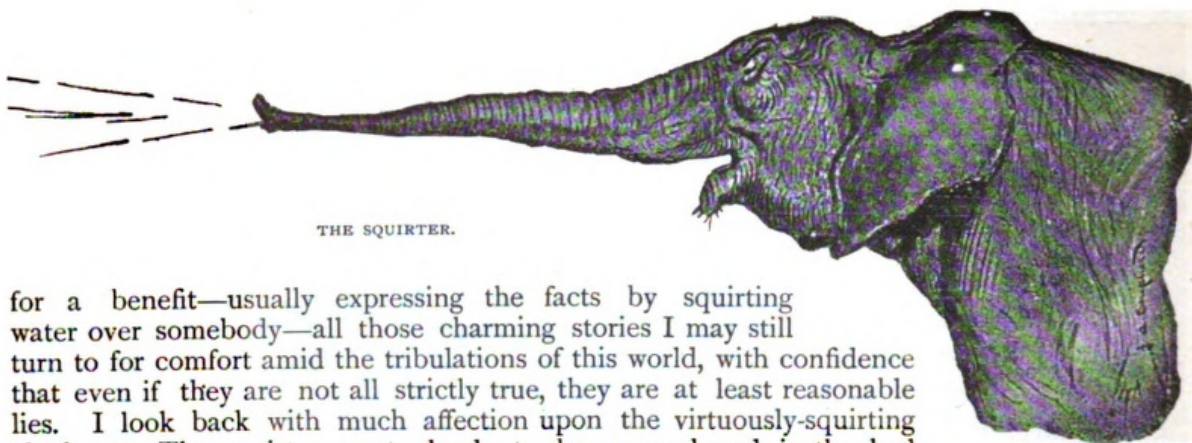 THE SQUIRTER.
for a benefit—usually expressing the facts by squirting
water over somebody—all those charming stories I may still
turn to for comfort amid the tribulations of this world, with confidence
that even if they are not all strictly true, they are at least reasonable
lies. I look back with much affection upon the virtuously-squirting